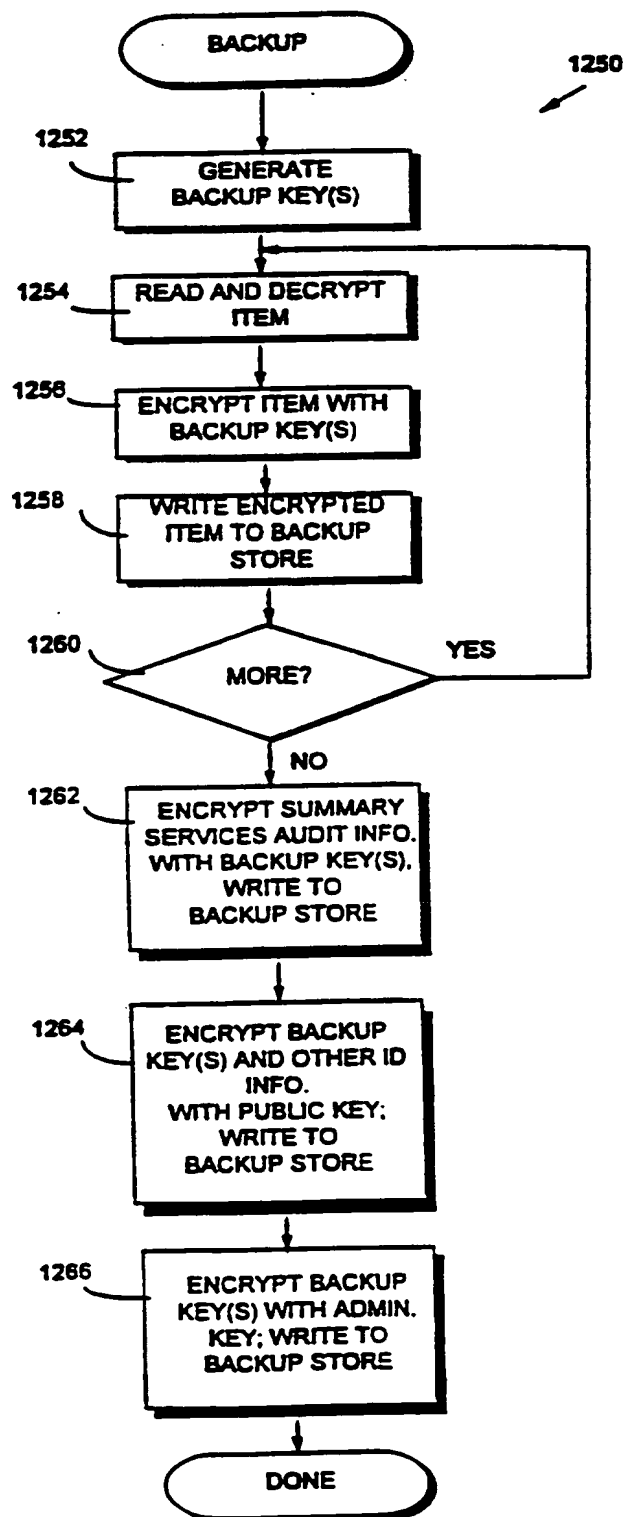 BACKUP
1250
1252
GENERATE
BACKUP KEY(S)
1254
READ AND DECRYPT
ITEM
1256
ENCRYPT ITEM WITH
BACKUP KEY(S)
1258
WRITE ENCRYPTED
ITEM TO BACKUP
STORE
1260
MORE?
YES
NO
1262
ENCRYPT SUMMARY
SERVICES AUDIT INFO.
WITH BACKUP KEY(S),
WRITE TO
BACKUP STORE
1264
ENCRYPT BACKUP
KEY(S) AND OTHER ID
INFO.
WITH PUBLIC KEY;
WRITE TO
BACKUP STORE
1266
ENCRYPT BACKUP
KEY(S) WITH ADMIN.
KEY; WRITE TO
BACKUP STORE
DONE